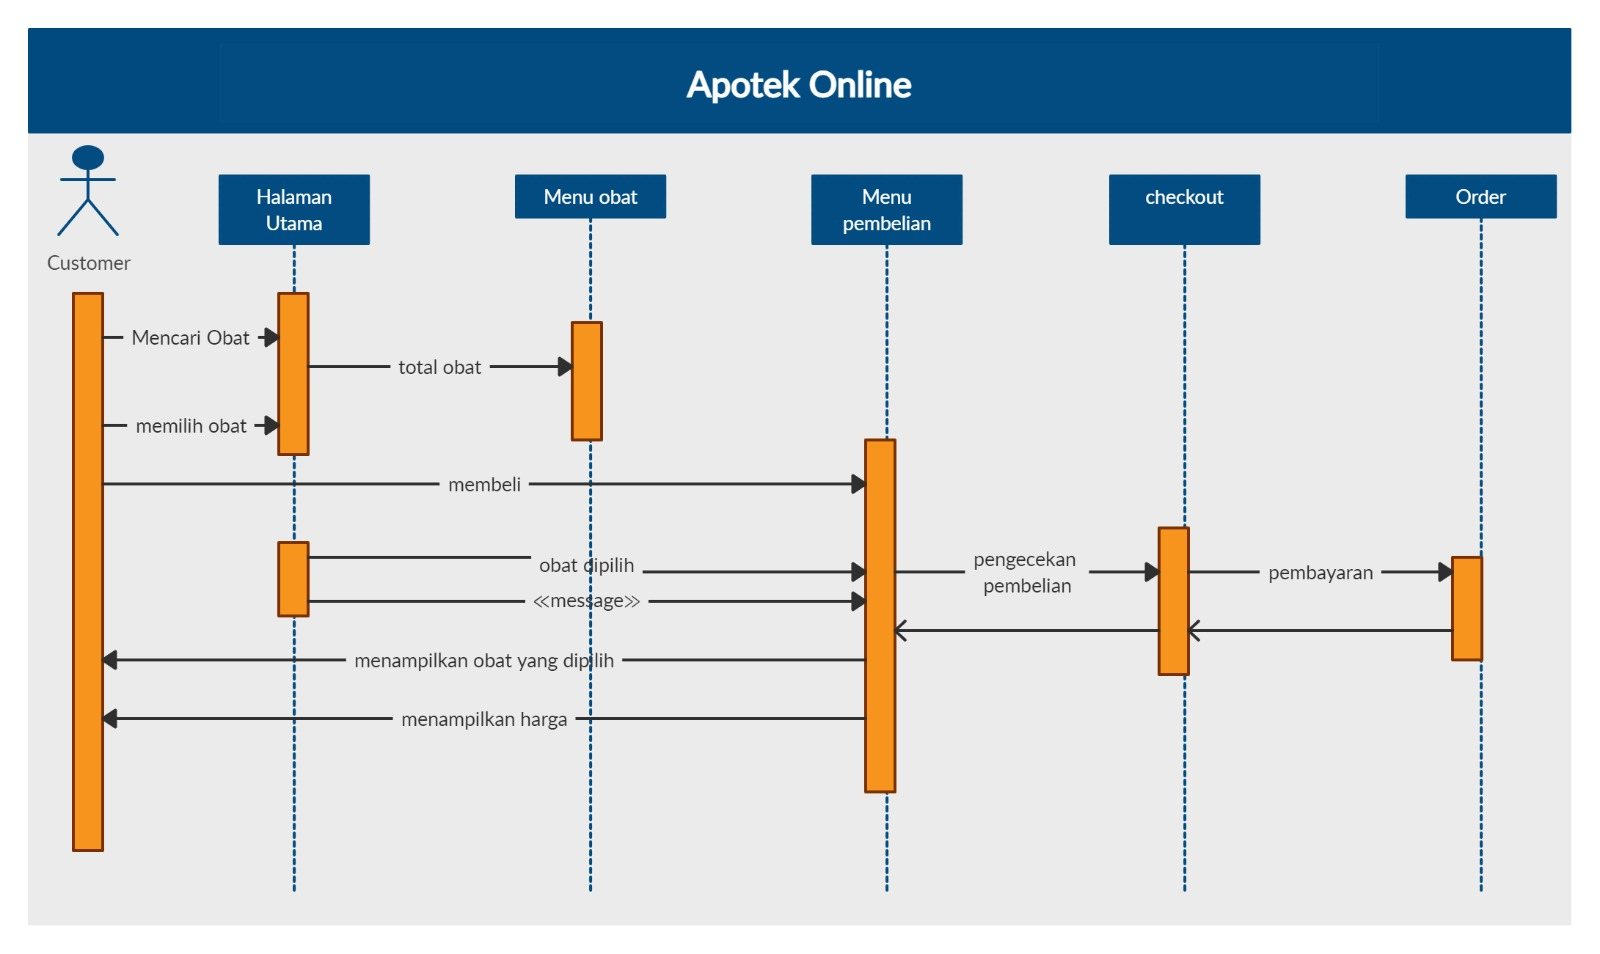 Apotek Online
Customer
Halaman
Utama
Menu obat
Menu
pembelian
checkout
Order
Mencari Obat
total obat
memilih obat
membeli
obat dipilih
pengecekan
pembelian
pembayaran
≪message≫
menampilkan obat yang dipilih
menampilkan harga